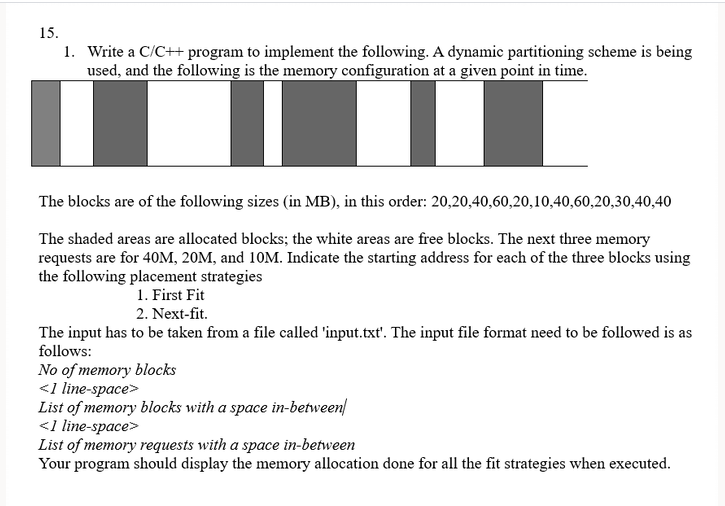 15.
1. Write a C/C++ program to implement the following. A dynamic partitioning scheme is being
used, and the following is the memory configuration at a given point in time.
The blocks are of the following sizes (in MB), in this order: 20,20,40,60,20,10,40,60,20,30,40,40
The shaded areas are allocated blocks; the white areas are free blocks. The next three memory
requests are for 40M, 20M, and 10M. Indicate the starting address for each of the three blocks using
the following placement strategies
1. First Fit
2. Next-fit.
The input has to be taken from a file called 'input.txt'. The input file format need to be followed is as
follows:
No of memory blocks
<1 line-space>
List of memory blocks with a space in-between
<1 line-space>
List of memory requests with a space in-between
Your program should display the memory allocation done for all the fit strategies when executed.